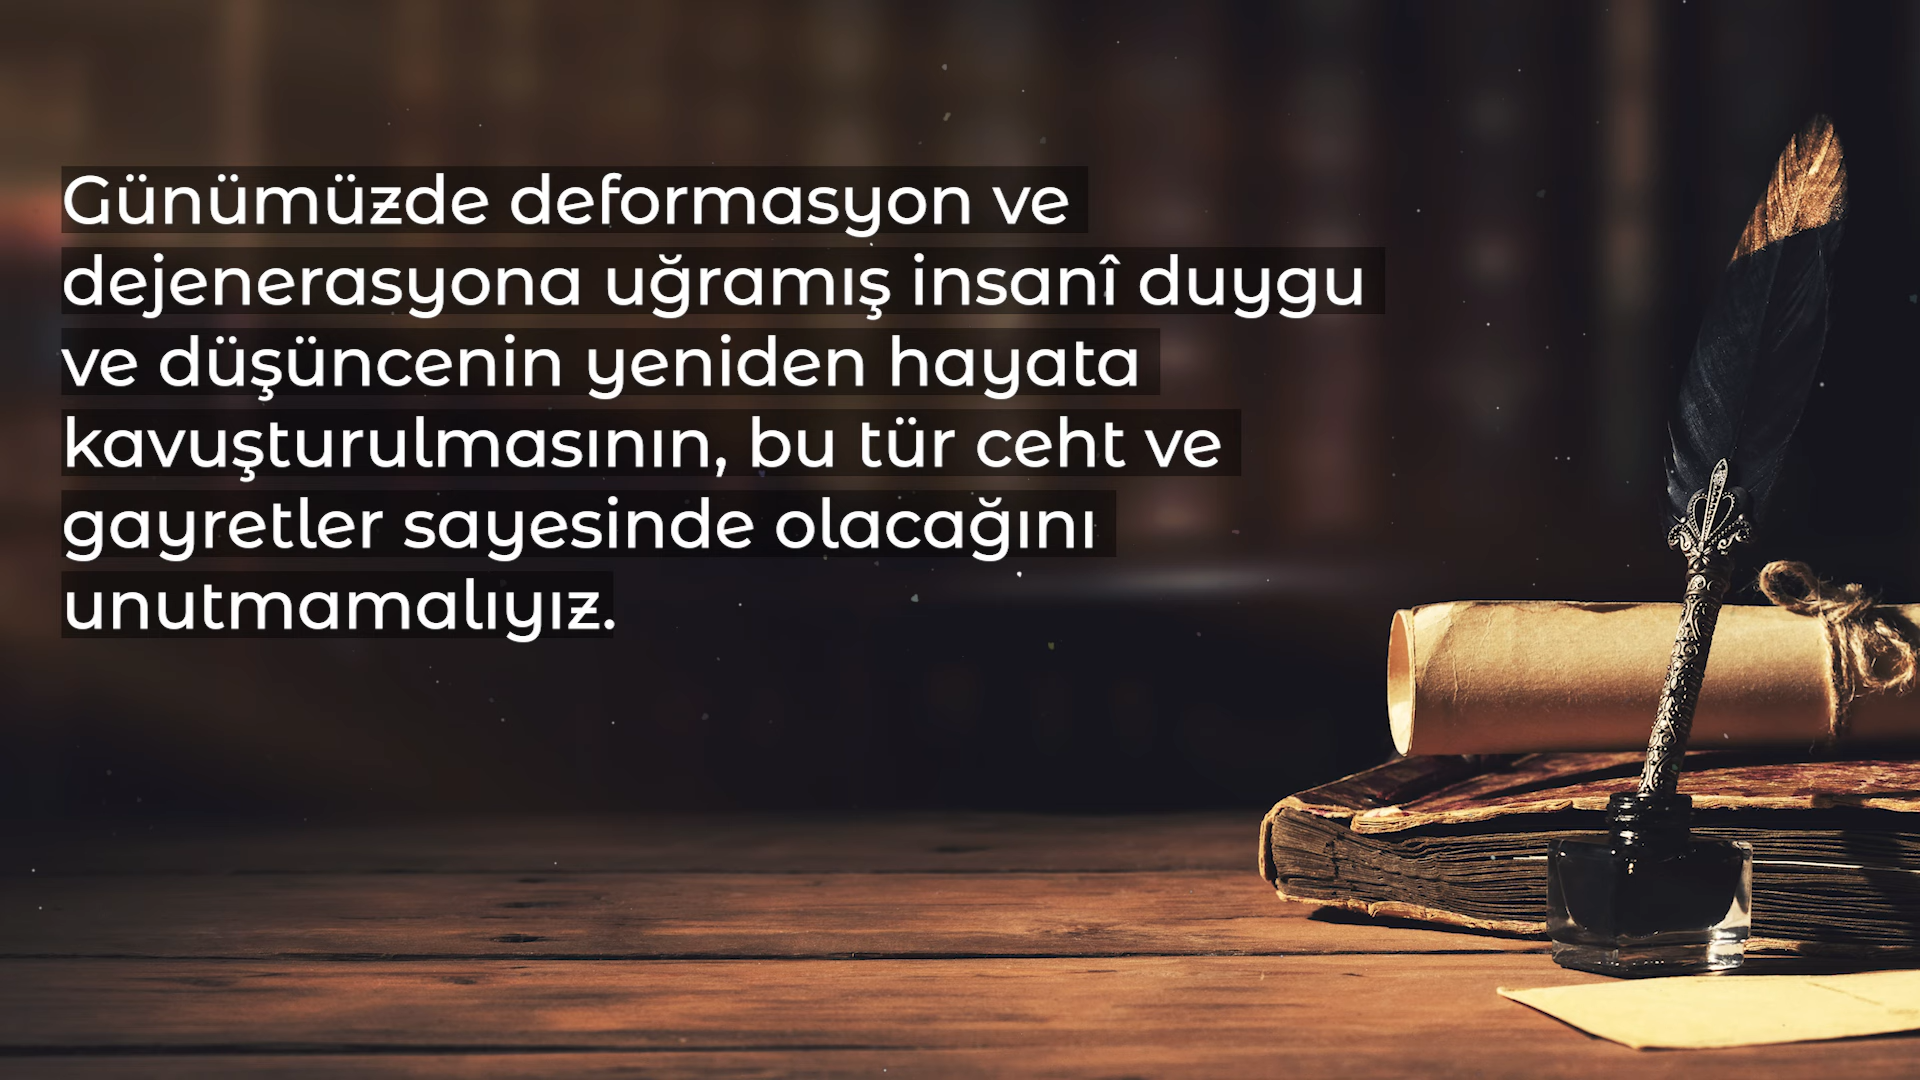 Günümüzde deformasyon ve
dejenerasyona uğramış insanî duygu
ve düşüncenin yeniden hayata
kavuşturulmasının, bu tür ceht ve
gayretler sayesinde olacağını
unutmamalıyız.